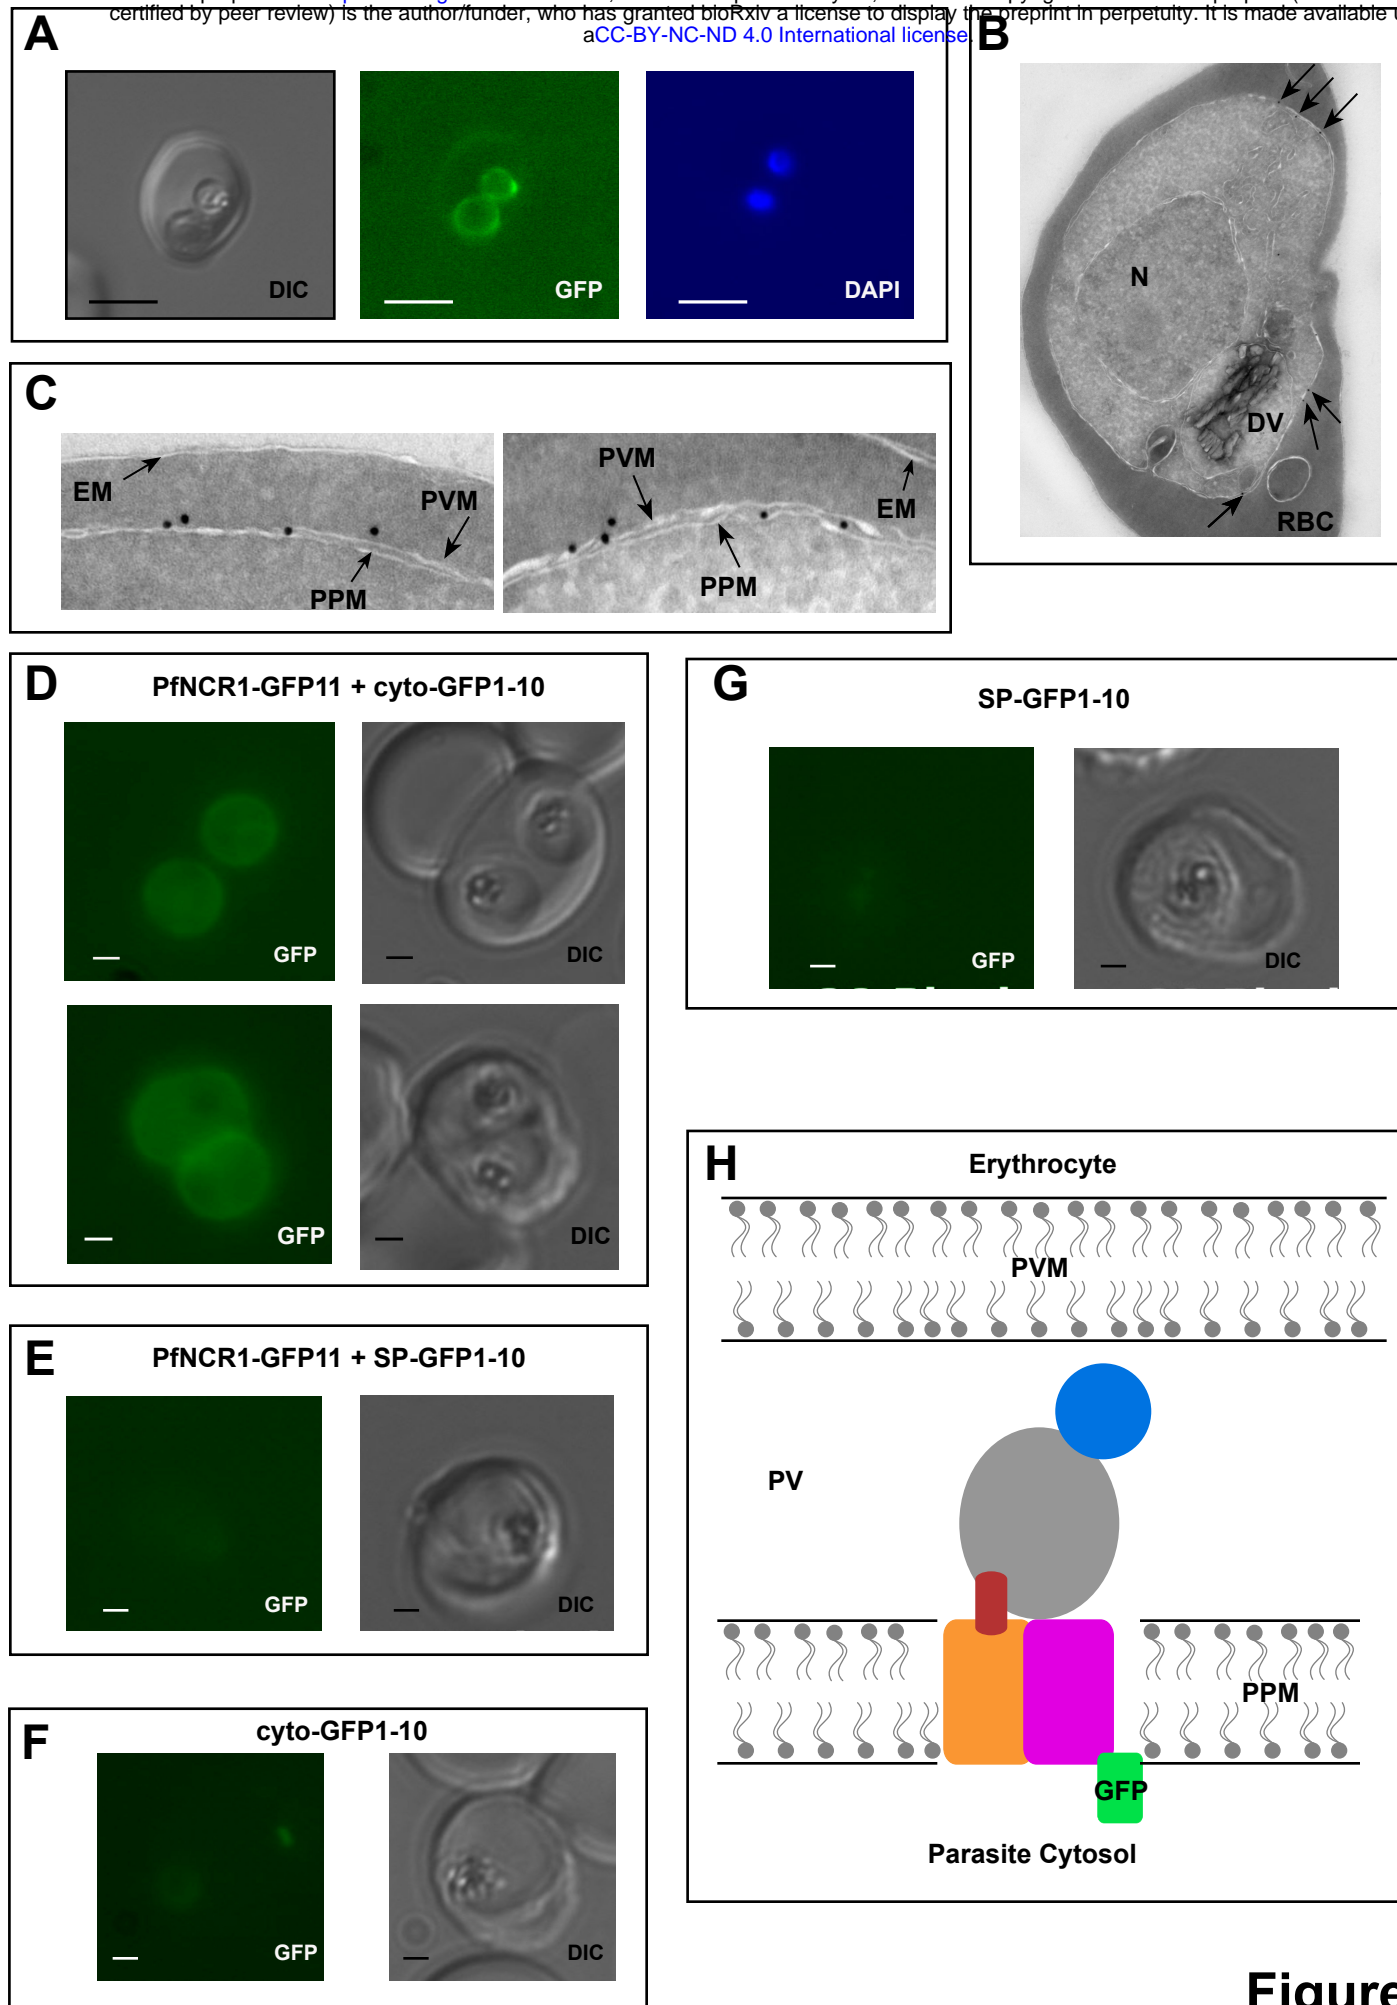 certified by peer review) is the author/funder, who has granted bioRxiv a license to display the preprint in perpetuity. It is made available
aCC-BY-NC-ND 4.0 International license.
A
DIC
GFP
DAPI
B
N
DV
RBC
C
EM
PVM
PPM
PVM
EM
PPM
D
PfNCR1-GFP11 + cyto-GFP1-10
GFP
DIC
GFP
DIC
E
PfNCR1-GFP11 + SP-GFP1-10
GFP
DIC
F
cyto-GFP1-10
GFP
DIC
G
SP-GFP1-10
GFP
DIC
H
Erythrocyte
PVM
PV
PPM
GFP
Parasite Cytosol
Figure